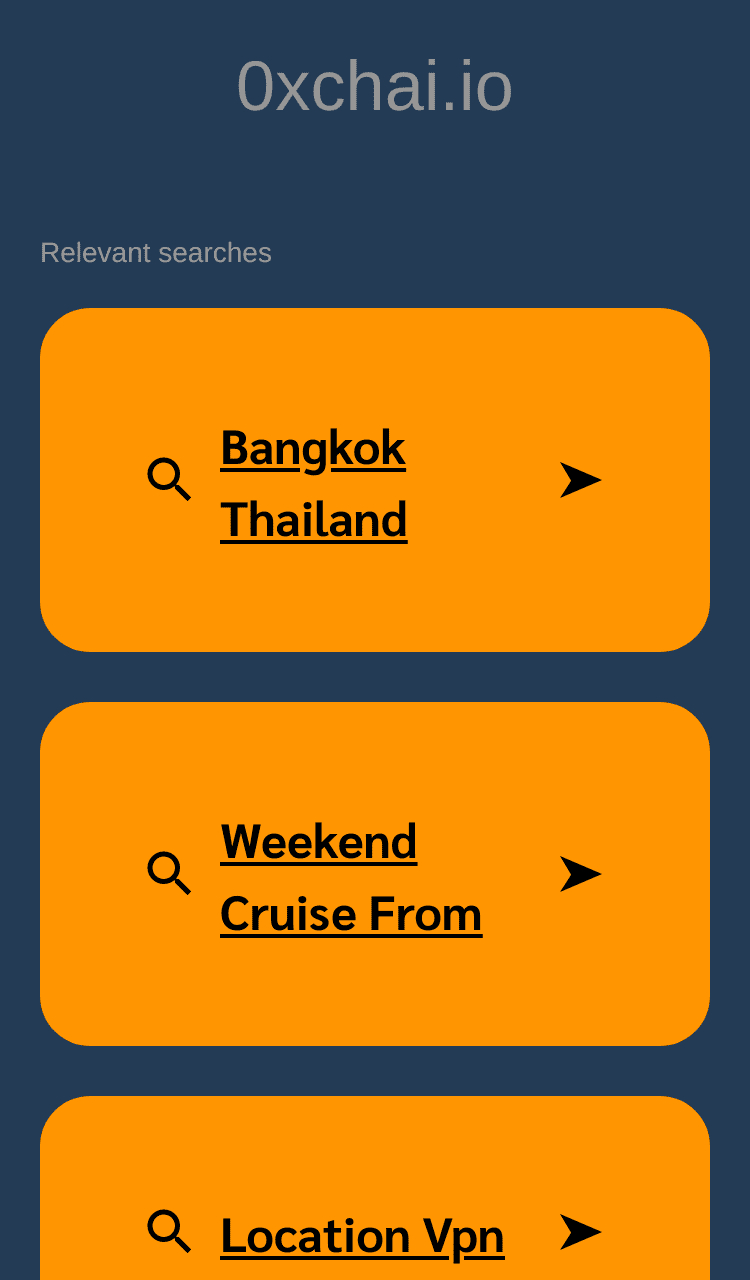 0xchai.io
Relevant searches
Bangkok
Thailand
Weekend
Cruise From
Location Vpn